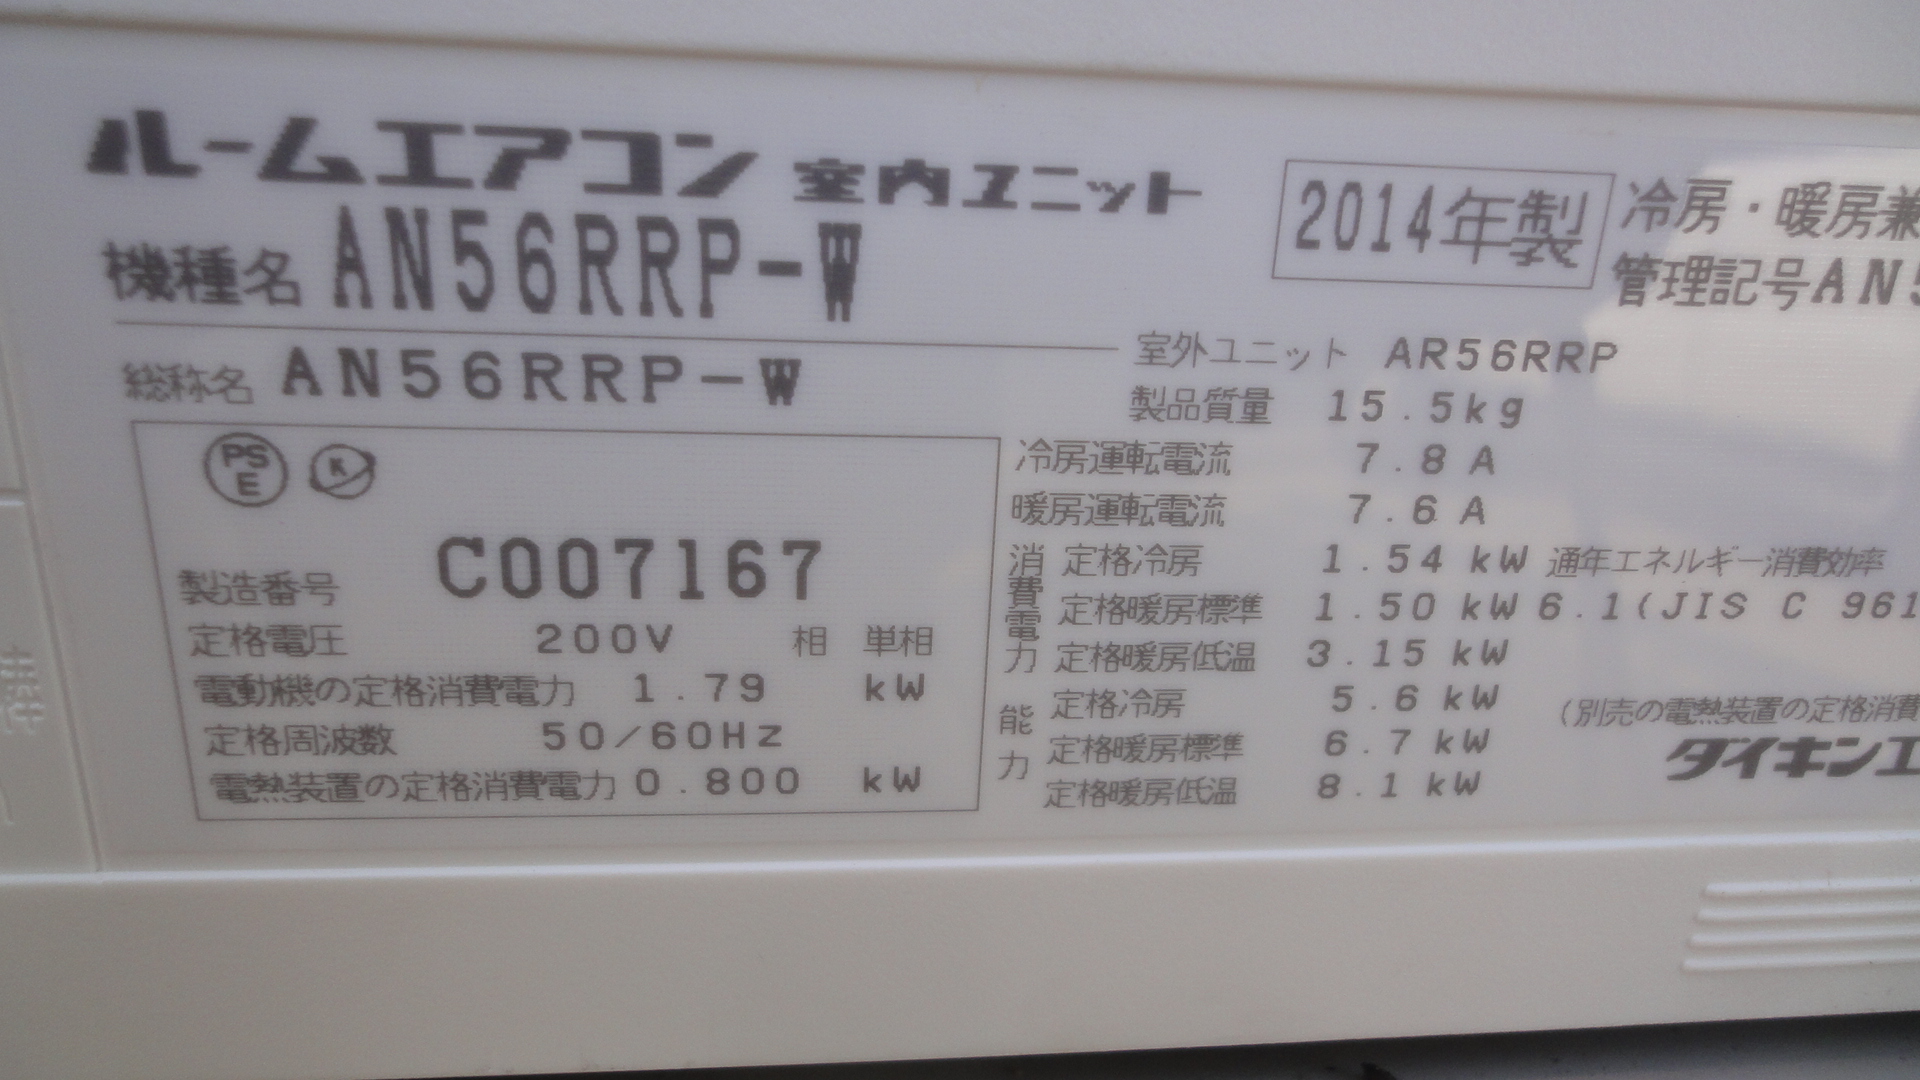 ルームエアコン 室内ユニット
2014年製
冷房・暖房兼
機種名 AN56RRP-W
管理記号AN5
総称名 AN56RRP-W
室外ユニット AR56RRP
製品質量 15.5kg
PS E
冷房運転電流 7.8 A
暖房運転電流 7.6 A
製造番号 C007167
定格電圧 200V 相 単相
電動機の定格消費電力 1.79 kW
定格周波数 50/60Hz
電熱装置の定格消費電力 0.800 kW
消費電力 定格冷房 1.54 kW 通年エネルギー消費効率
定格暖房標準 1.50 kW 6.1(JIS C 961
定格暖房低温 3.15 kW
能力 定格冷房 5.6 kW
定格暖房標準 6.7 kW
定格暖房低温 8.1 kW
(別売の電熱装置の定格消費
ダイキンエ